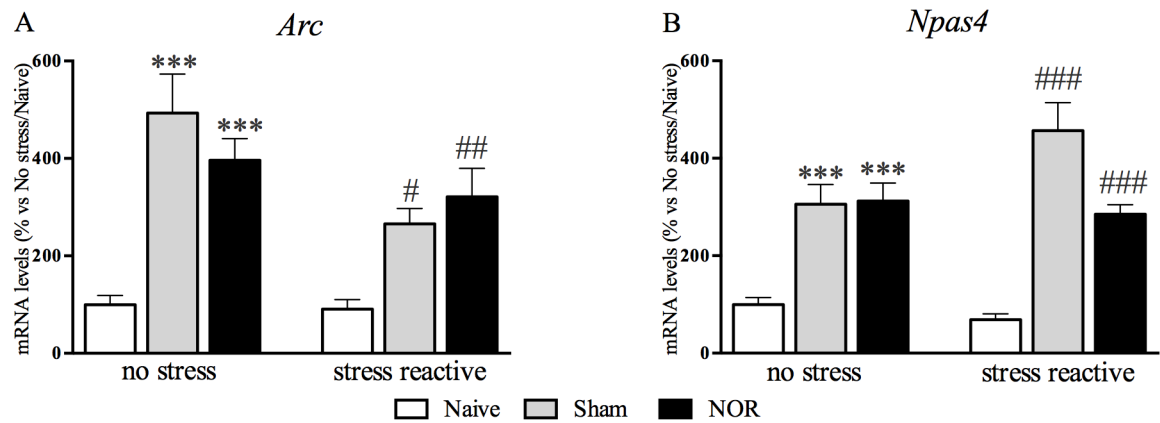 A
Arc
mRNA levels (% vs No stress/Naive)
600
400
200
0
***
***
#
##
no stress
stress reactive
B
Npas4
mRNA levels (% vs No stress/Naive)
600
400
200
0
***
***
###
###
no stress
stress reactive
Naive
Sham
NOR